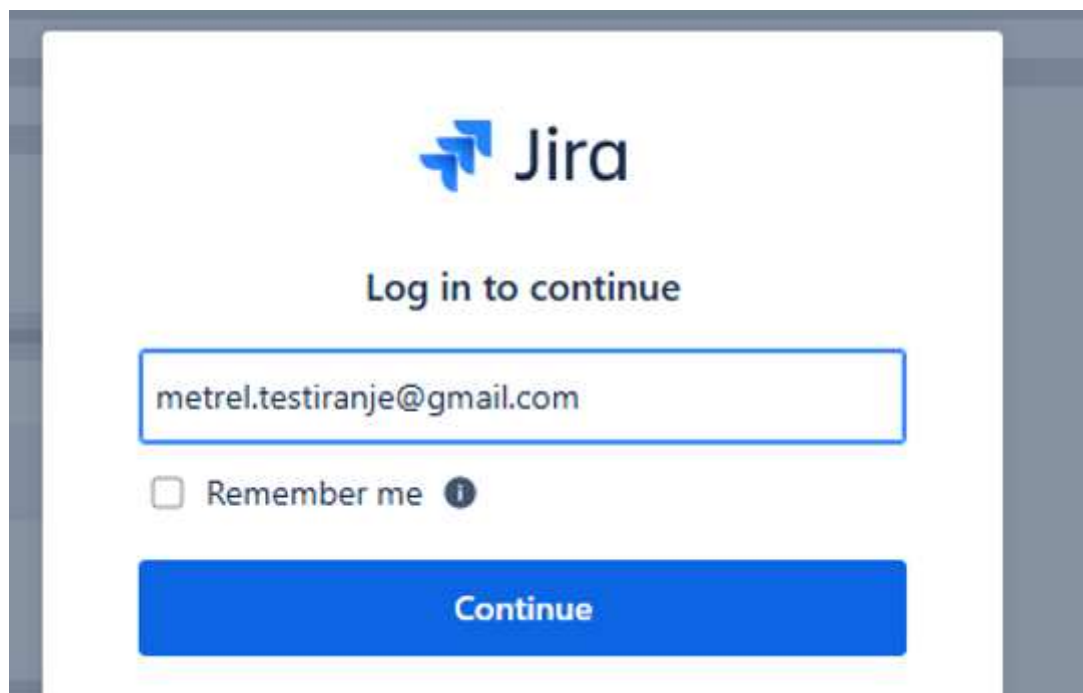 Jira
Log in to continue
metrel.testiranje@gmail.com
Remember me
Continue